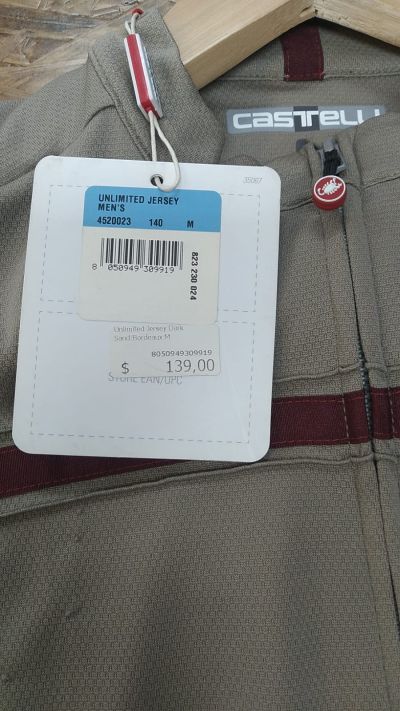 CASTELLI
35067
UNLIMITED JERSEY
MEN'S
4520023 140 M
8 050949 309919
823 230 024
Unlimited Jersey Dark
Sand/Bordeaux:M
8050949309919
$ 139,00
STORE EAN/UPC